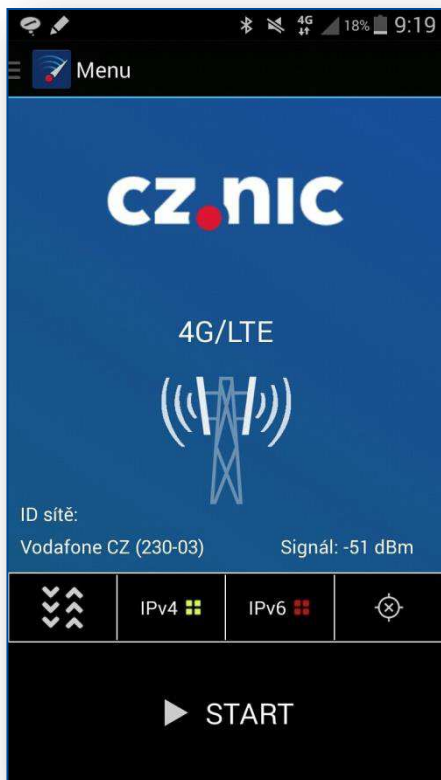 4G 18% 9:19
Menu
cz.nic
4G/LTE
ID sítě:
Vodafone CZ (230-03) Signál: -51 dBm
IPv4 IPv6
START